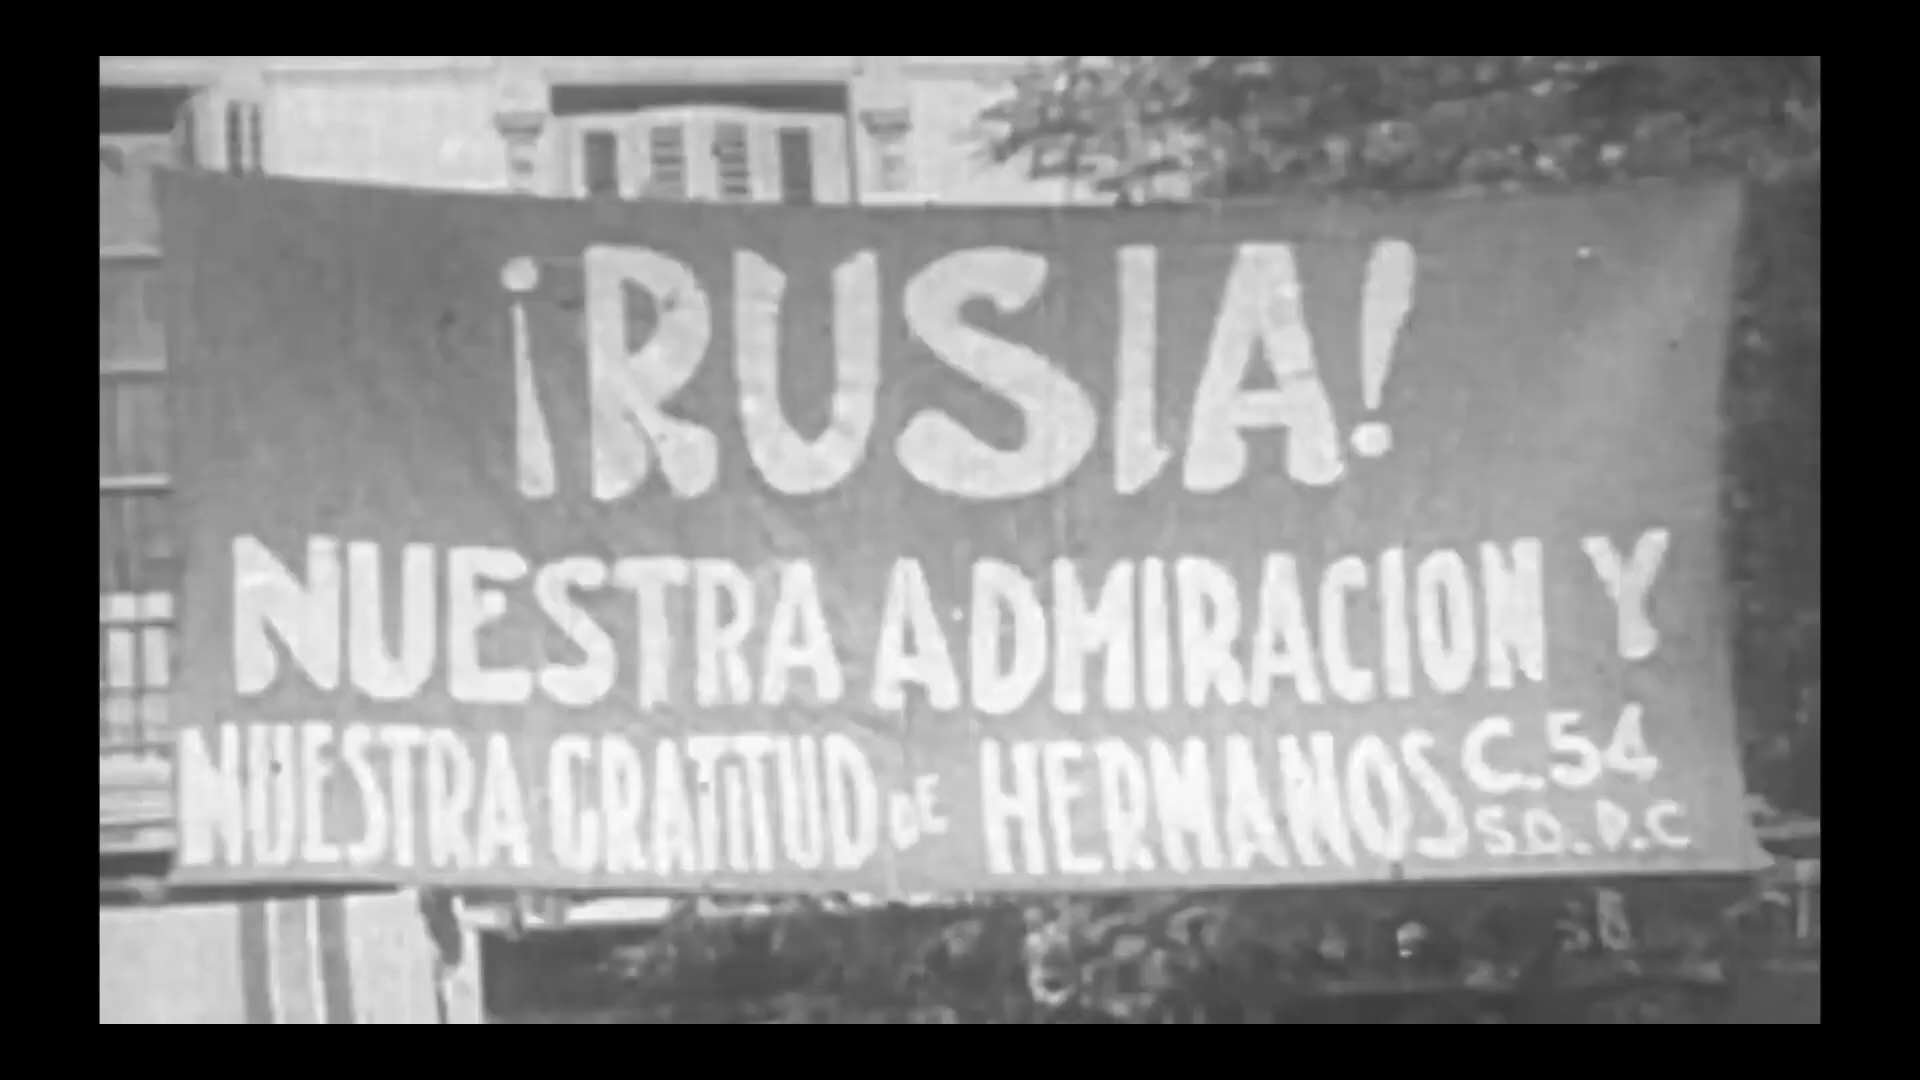 ¡RUSIA!
NUESTRA ADMIRACION Y
NUESTRA GRATITUD DE HERMANOS C.54
S.D.P.C